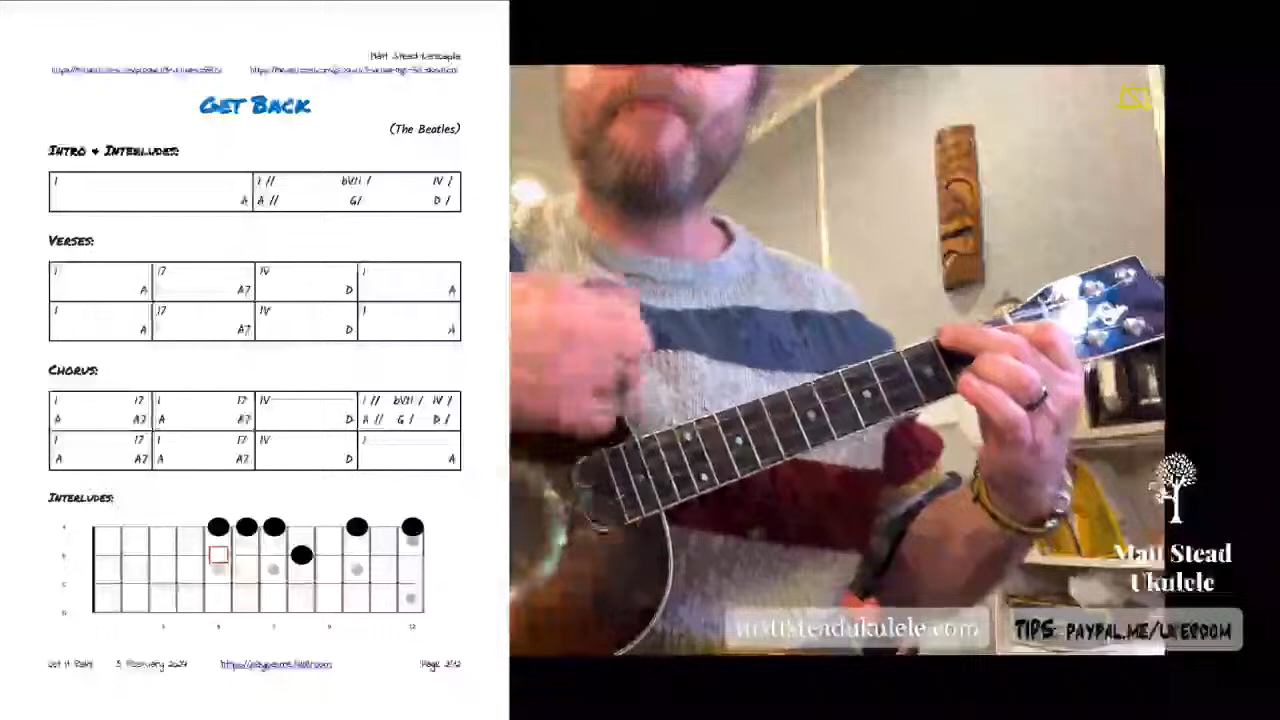 GET BACK
(The Beatles)
INTRO & INTERLUDES:
I I // bVII / IV /
A A // G/ D /
VERSES:
I I7 IV I
A A7 D A
I I7 IV I
A A7 D A
CHORUS:
I I7 I I7 IV I // bVII / IV /
A A7 A A7 D A // G / D /
I I7 I I7 IV I
A A7 A A7 D A
INTERLUDES:
12
Matt Stead
Ukulele
mattsteadukulele.com
TIPS: PAYPAL.ME/UKEROOM